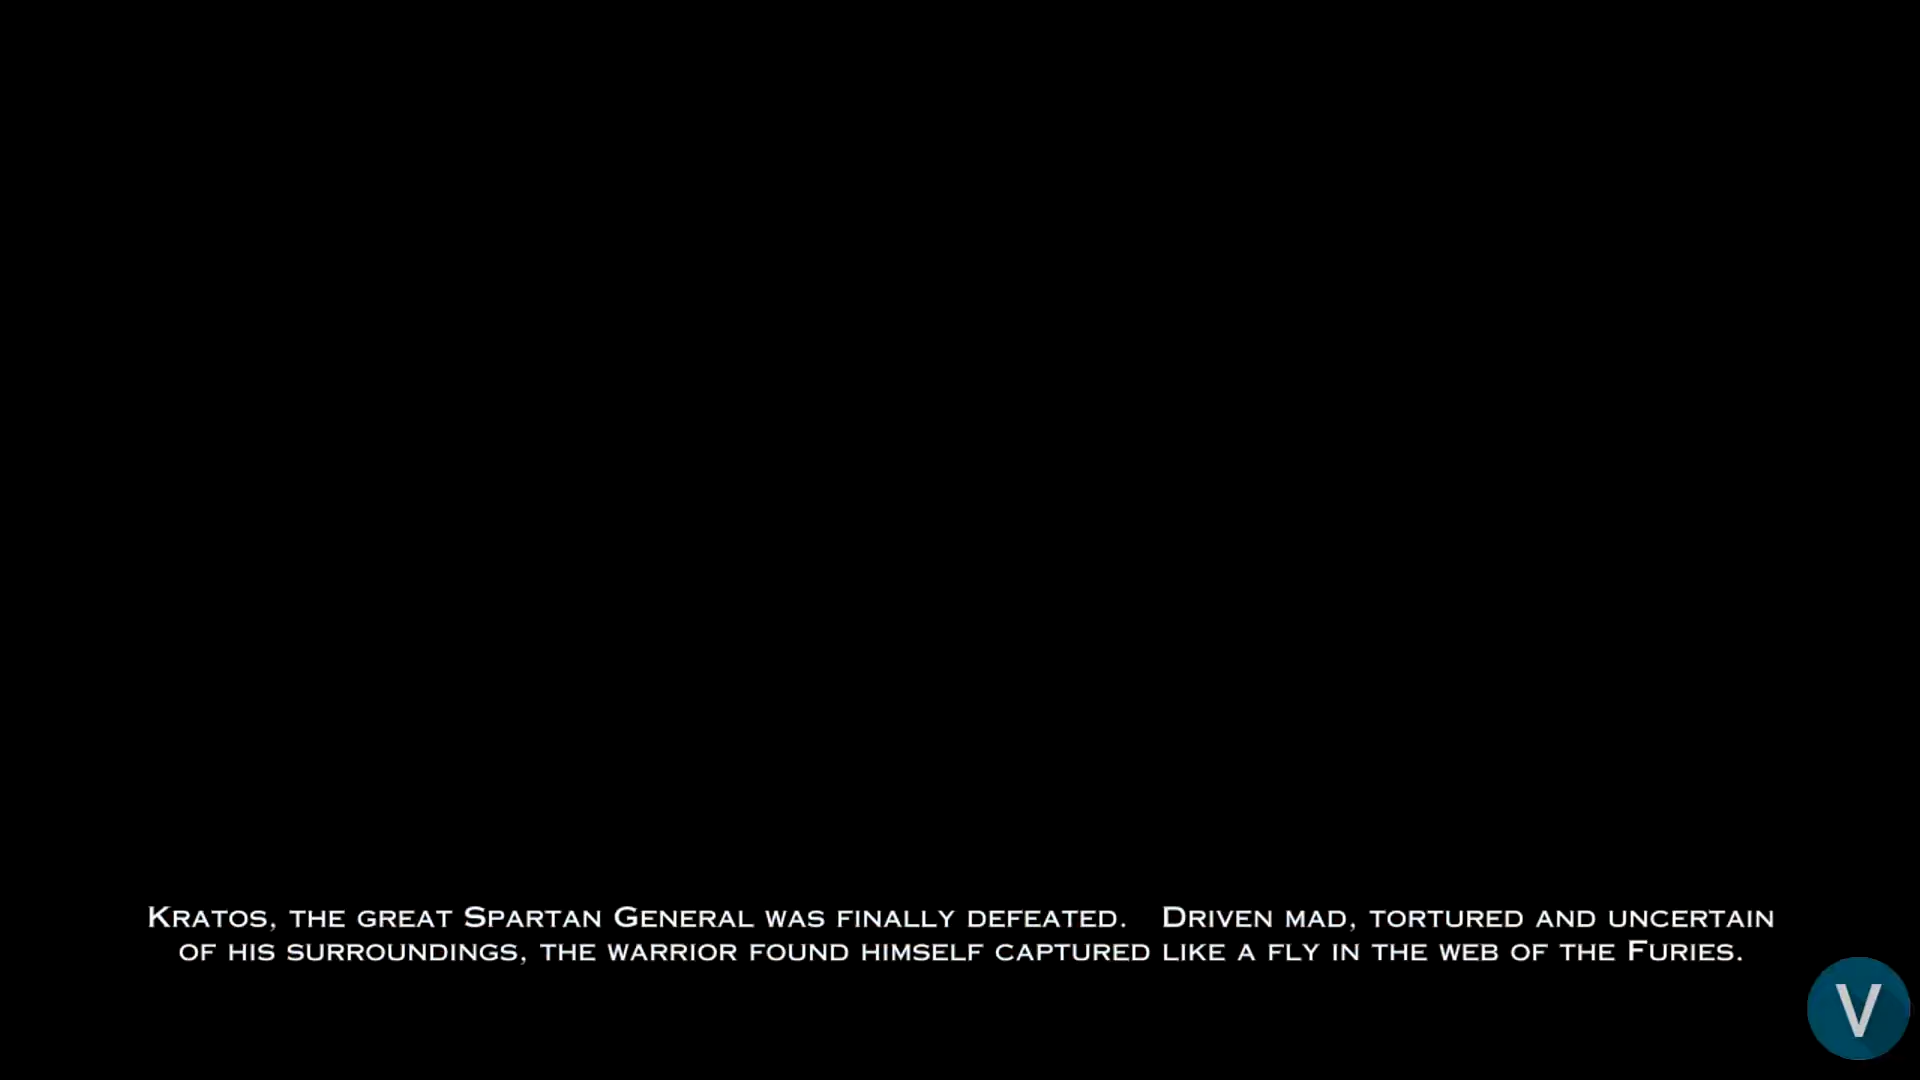 Kratos, the great Spartan General was finally defeated. Driven mad, tortured and uncertain
of his surroundings, the warrior found himself captured like a fly in the web of the Furies.
V